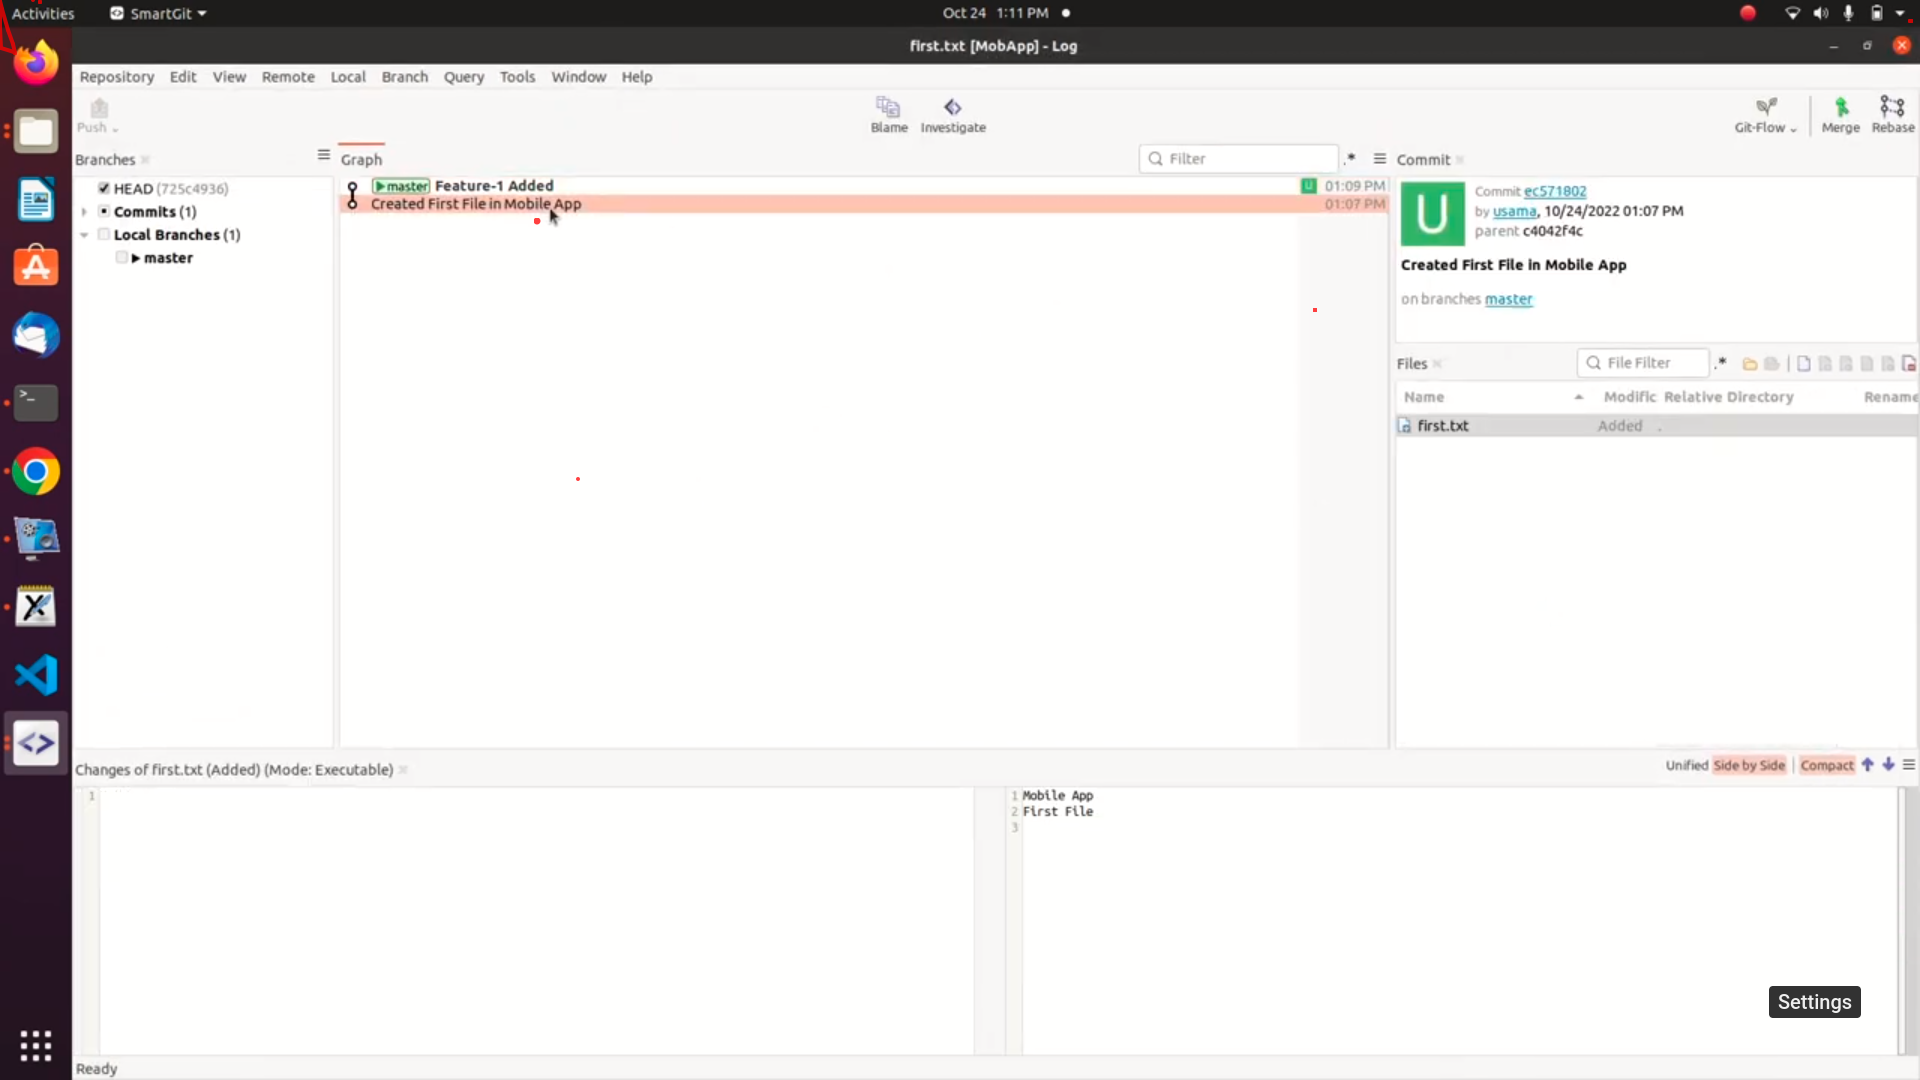 Activities
SmartGit
Oct 24 1:11 PM
first.txt [MobApp] - Log
Repository Edit View Remote Local Branch Query Tools Window Help
Push
Blame
Investigate
Git-Flow
Merge
Rebase
Branches
Graph
Filter
.*
Commit
HEAD (725c4936)
Commits (1)
Local Branches (1)
master
master Feature-1 Added
U 01:09 PM
Created First File in Mobile App
01:07 PM
U
Commit ec571802
by usama, 10/24/2022 01:07 PM
parent c4042f4c
Created First File in Mobile App
on branches master
Files
File Filter
.*
Name Modific Relative Directory Rename
first.txt Added .
Changes of first.txt (Added) (Mode: Executable)
Unified Side by Side Compact
1
1 Mobile App
2 First File
3
Settings
Ready